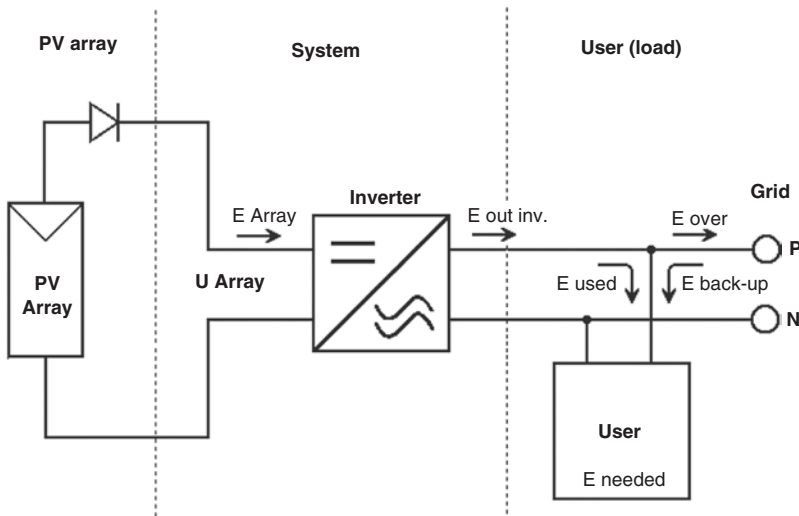 PV array
System
User (load)
Inverter
Grid
E Array
E out inv.
E over
P
PV
Array
U Array
E used
E back-up
N
User
E needed